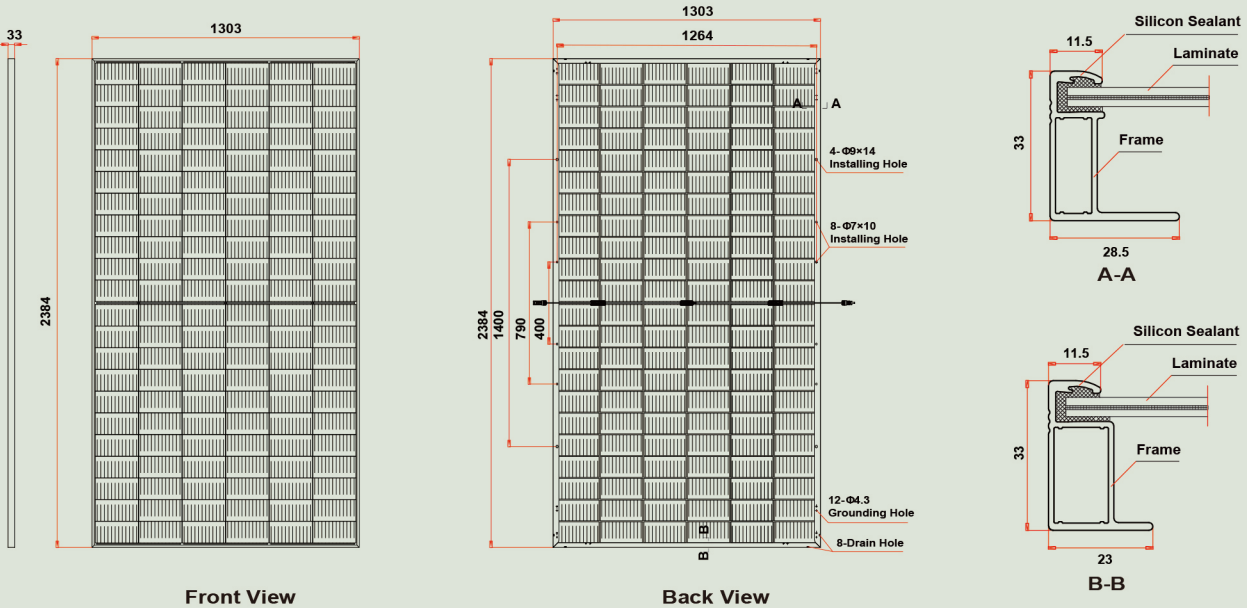 33
1303
2384
Front View
1303
1264
A
A
4-Φ9×14
Installing Hole
8-Φ7×10
Installing Hole
2384
1400
790
400
12-Φ4.3
Grounding Hole
8-Drain Hole
B
B
Back View
Silicon Sealant
11.5
Laminate
33
Frame
28.5
A-A
Silicon Sealant
11.5
Laminate
33
Frame
23
B-B